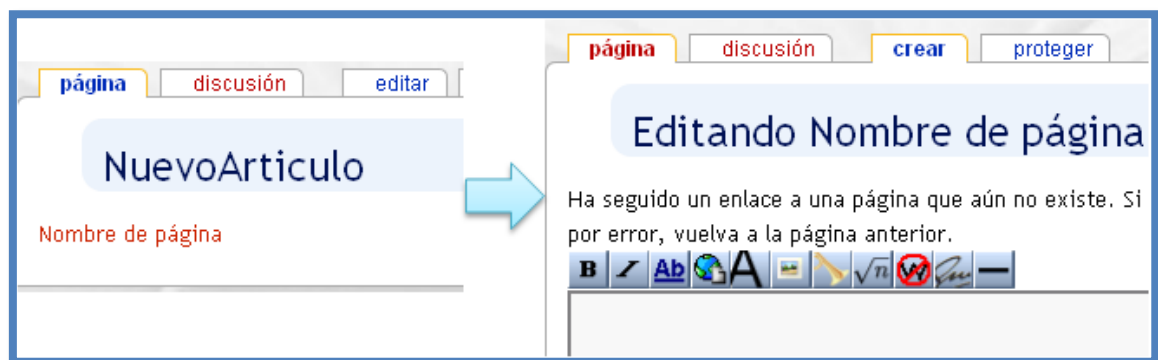 página discusión editar
NuevoArticulo
Nombre de página
página discusión crear proteger
Editando Nombre de página
Ha seguido un enlace a una página que aún no existe. Si
por error, vuelva a la página anterior.
B I Ab A √n W